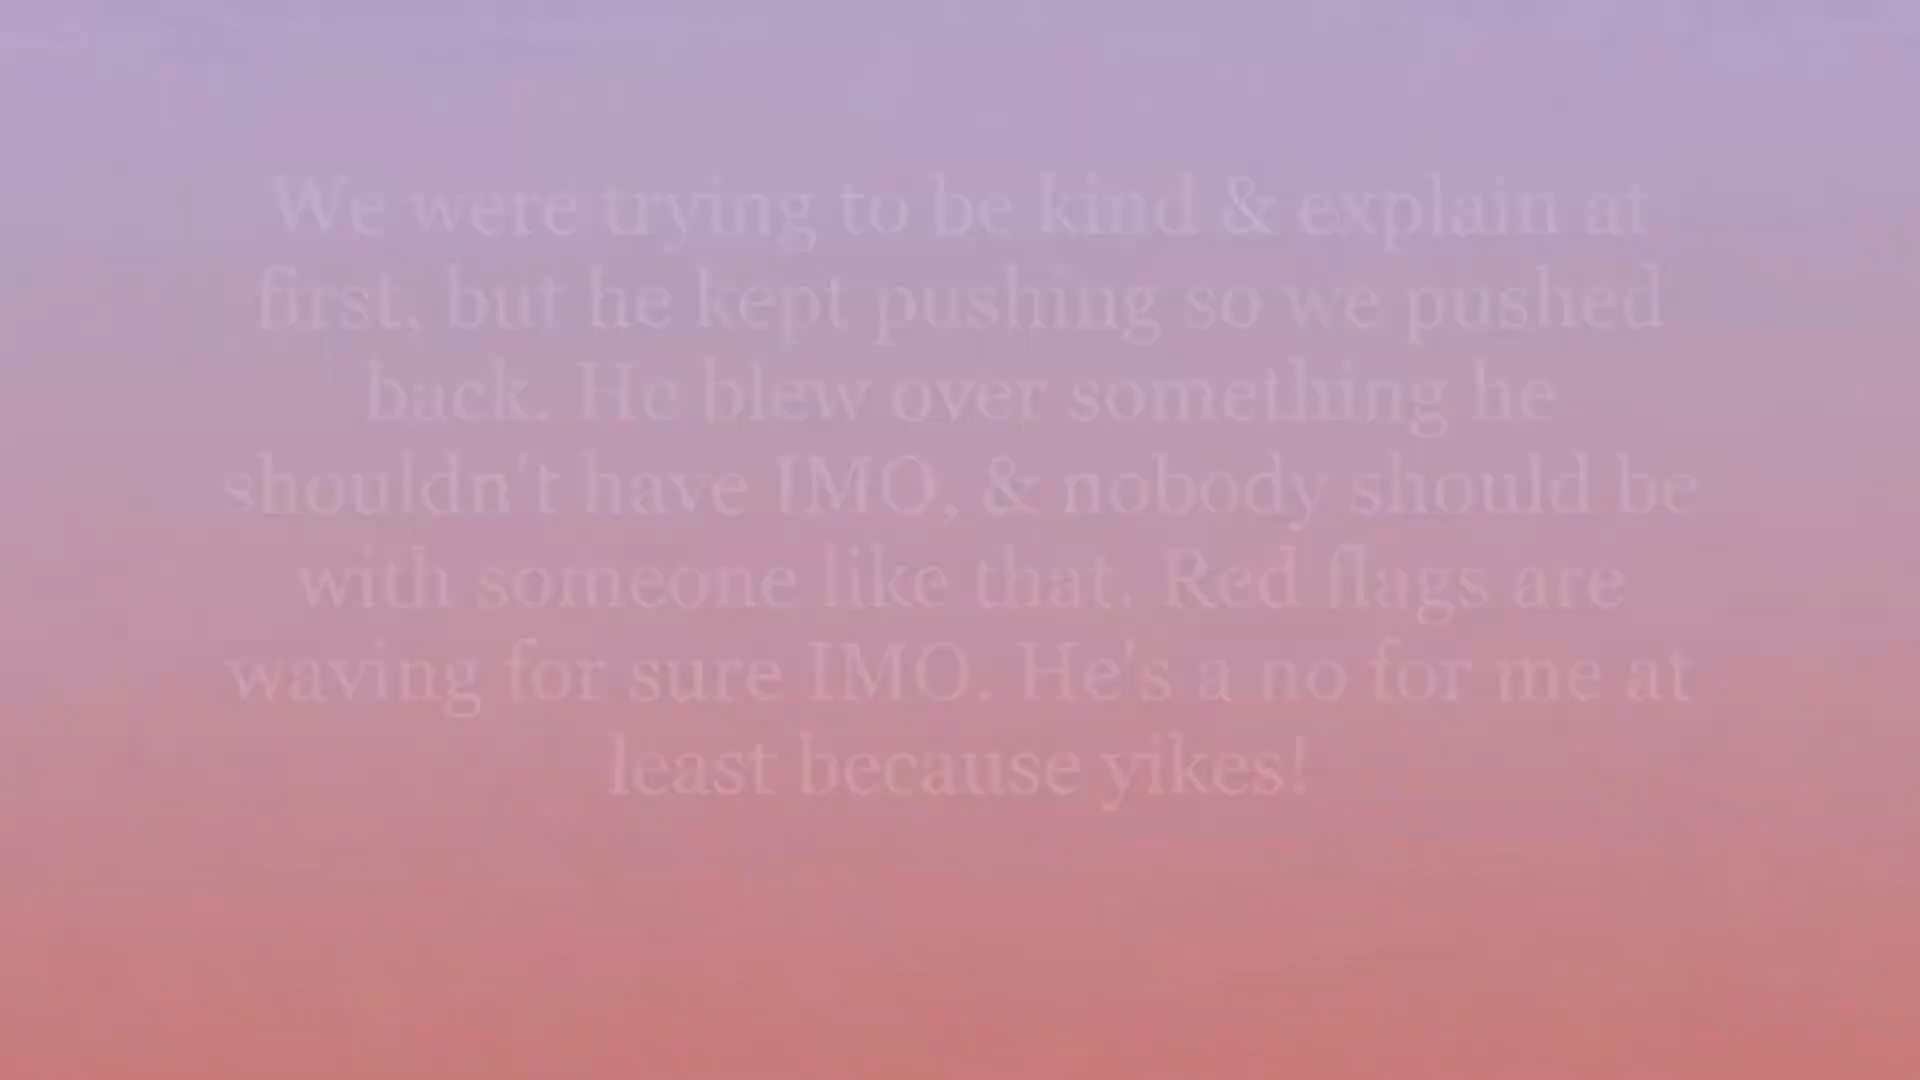 We were trying to be kind & explain at
first, but he kept pushing so we pushed
back. He blew over something he
shouldn't have IMO, & nobody should be
with someone like that. Red flags are
waving for sure IMO. He's a no for me at
least because yikes!